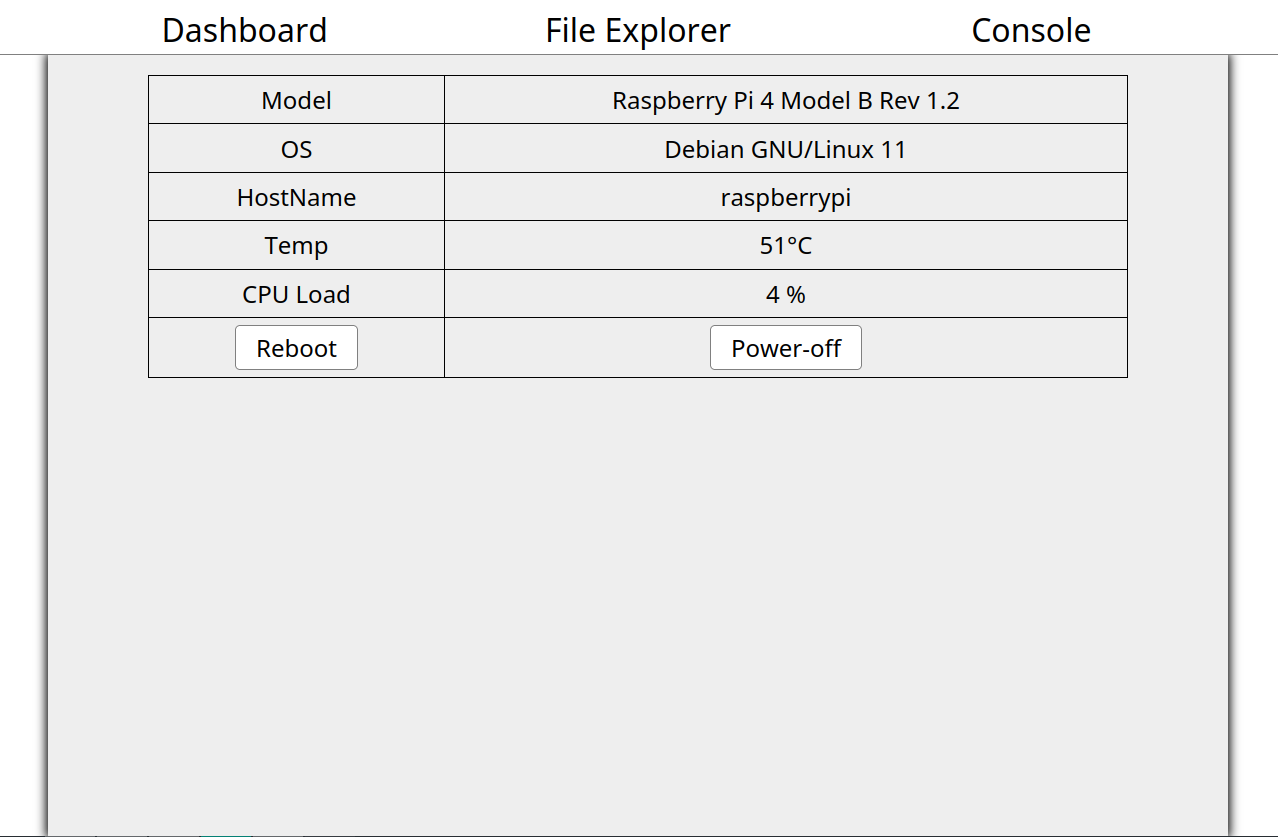 Dashboard File Explorer Console
Model Raspberry Pi 4 Model B Rev 1.2
OS Debian GNU/Linux 11
HostName raspberrypi
Temp 51°C
CPU Load 4 %
Reboot Power-off